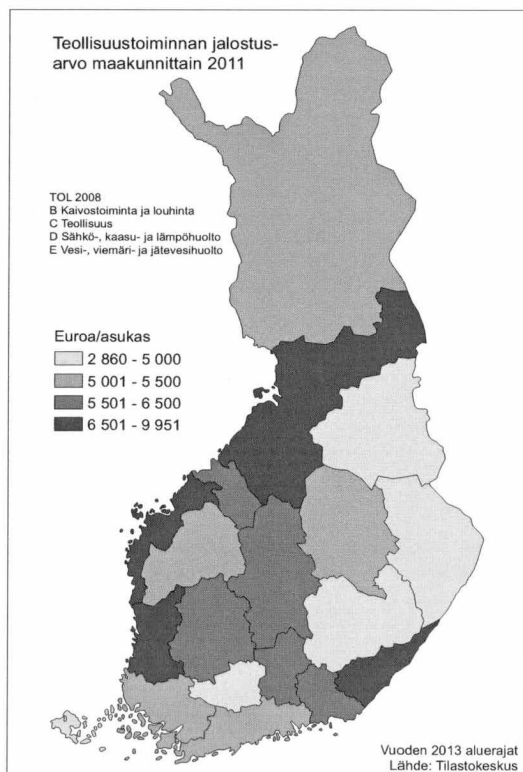 Teollisuustoiminnan jalostus-
arvo maakunnittain 2011
TOL 2008
B Kaivostoiminta ja louhinta
C Teollisuus
D Sähkö-, kaasu- ja lämpöhuolto
E Vesi-, viemäri- ja jätevesihuolto
Euroa/asukas
2 860 - 5 000
5 001 - 5 500
5 501 - 6 500
6 501 - 9 951
Vuoden 2013 aluerajat
Lähde: Tilastokeskus